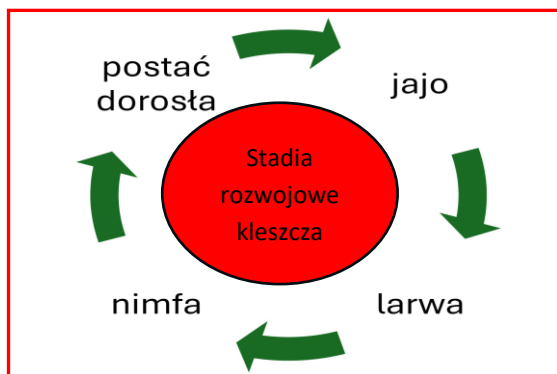 postać
dorosła
jajo
Stadia
rozwojowe
kleszcza
nimfa
larwa